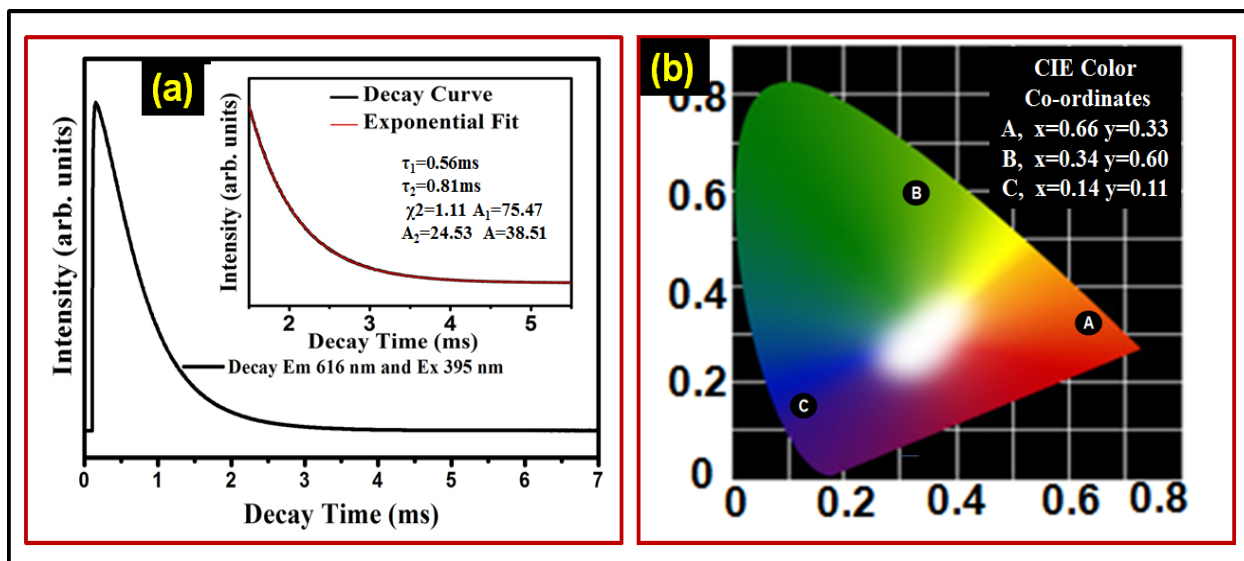 (a)
Intensity (arb. units)
Decay Curve
Exponential Fit
τ₁=0.56ms
τ₂=0.81ms
χ2=1.11 A₁=75.47
A₂=24.53 A=38.51
Intensity (arb. units)
2 3 4 5
Decay Time (ms)
Decay Em 616 nm and Ex 395 nm
0 1 2 3 4 5 6 7
Decay Time (ms)
(b)
CIE Color
Co-ordinates
A, x=0.66 y=0.33
B, x=0.34 y=0.60
C, x=0.14 y=0.11
0.8
0.6
0.4
0.2
0
B
A
C
0 0.2 0.4 0.6 0.8